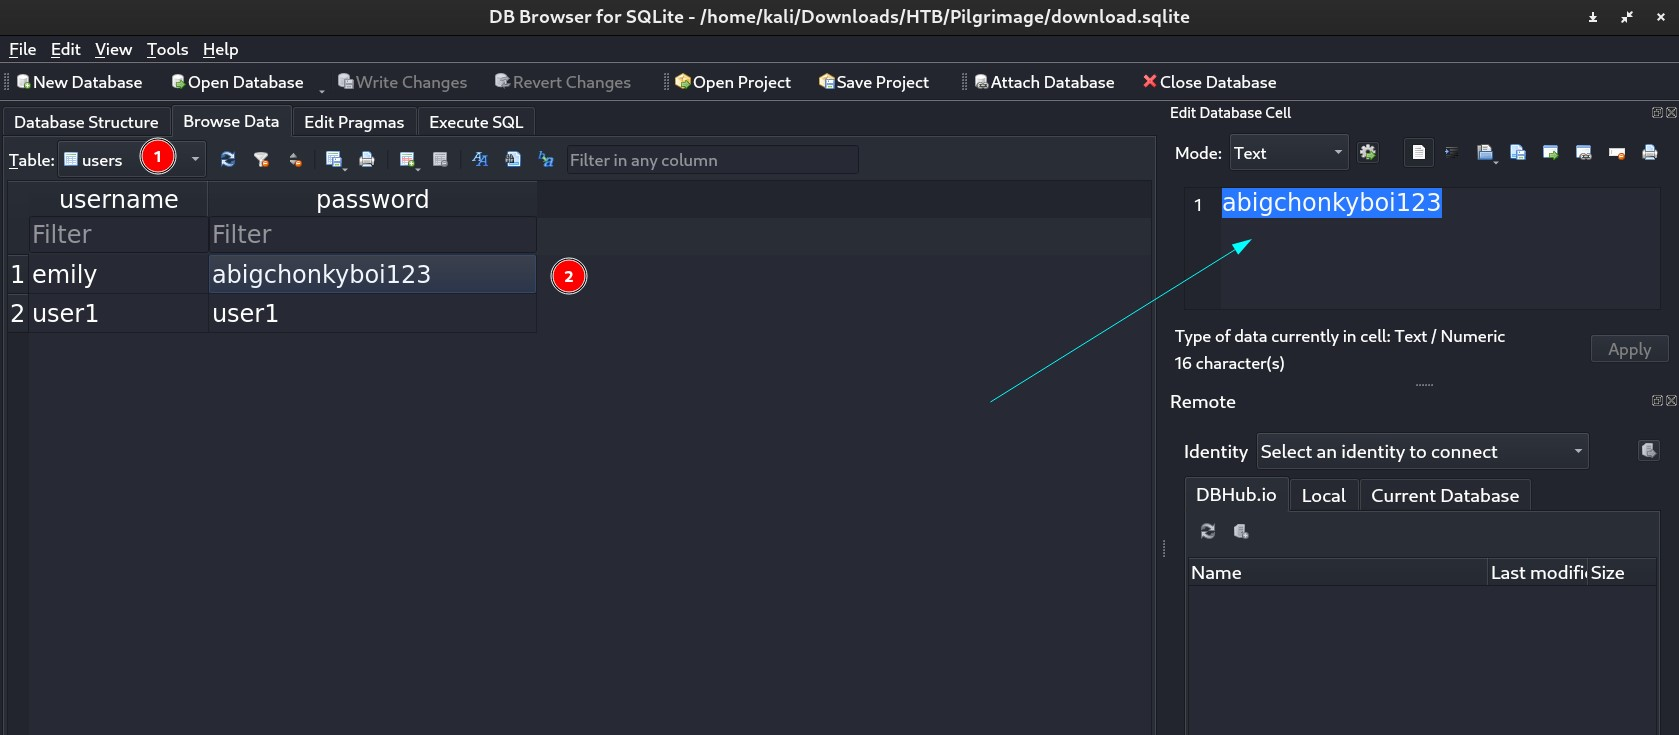 DB Browser for SQLite - /home/kali/Downloads/HTB/Pilgrimage/download.sqlite
File Edit View Tools Help
New Database Open Database Write Changes Revert Changes Open Project Save Project Attach Database Close Database
Database Structure Browse Data Edit Pragmas Execute SQL
Table: users 1 Filter in any column
username password
Filter Filter
1 emily abigchonkyboi123 2
2 user1 user1
Edit Database Cell
Mode: Text
1 abigchonkyboi123
Type of data currently in cell: Text / Numeric
16 character(s)
Apply
Remote
Identity Select an identity to connect
DBHub.io Local Current Database
Name Last modifi Size